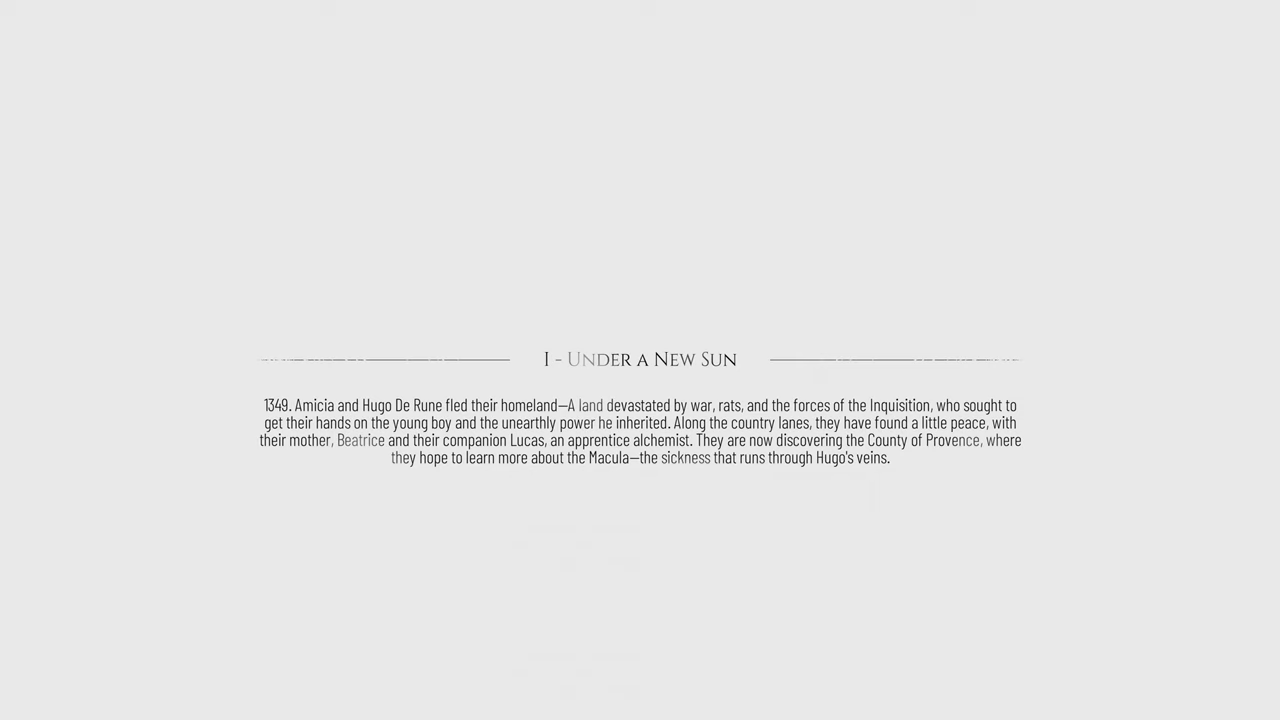 I - Under a New Sun
1349. Amicia and Hugo De Rune fled their homeland—A land devastated by war, rats, and the forces of the Inquisition, who sought to
get their hands on the young boy and the unearthly power he inherited. Along the country lanes, they have found a little peace, with
their mother, Beatrice and their companion Lucas, an apprentice alchemist. They are now discovering the County of Provence, where
they hope to learn more about the Macula—the sickness that runs through Hugo's veins.